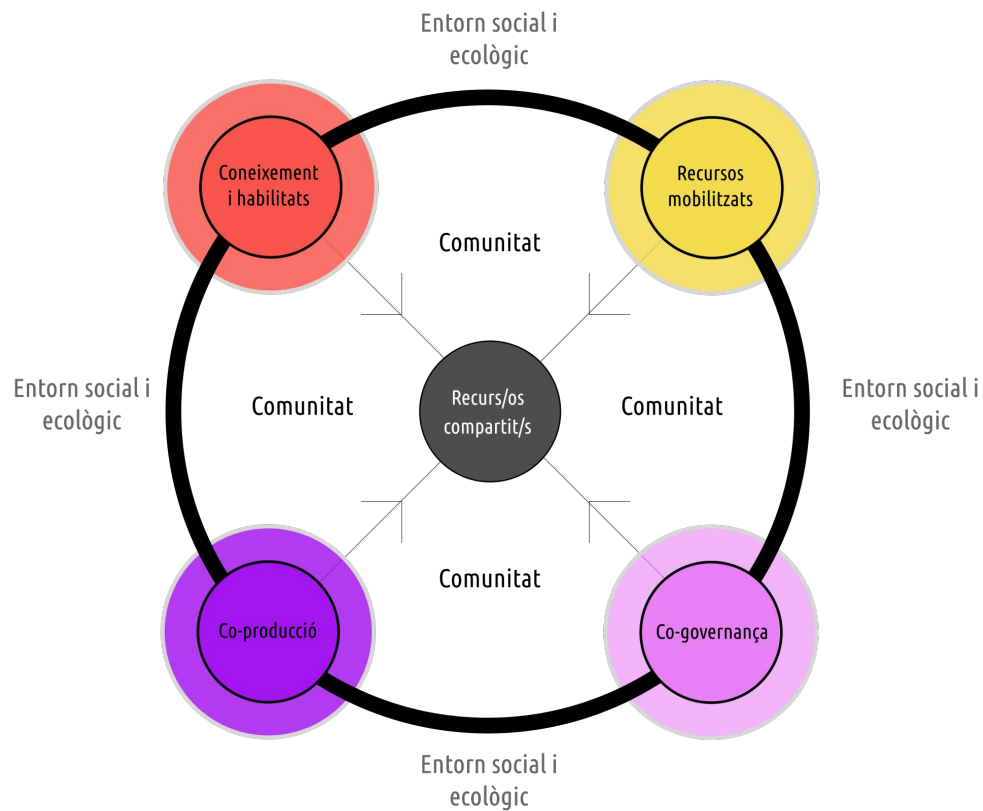 Entorn social i
ecològic
Coneixement
i habilitats
Recursos
mobilitzats
Comunitat
Entorn social i
ecològic
Comunitat
Recurs/os
compartit/s
Comunitat
Entorn social i
ecològic
Comunitat
Co-producció
Co-governança
Entorn social i
ecològic